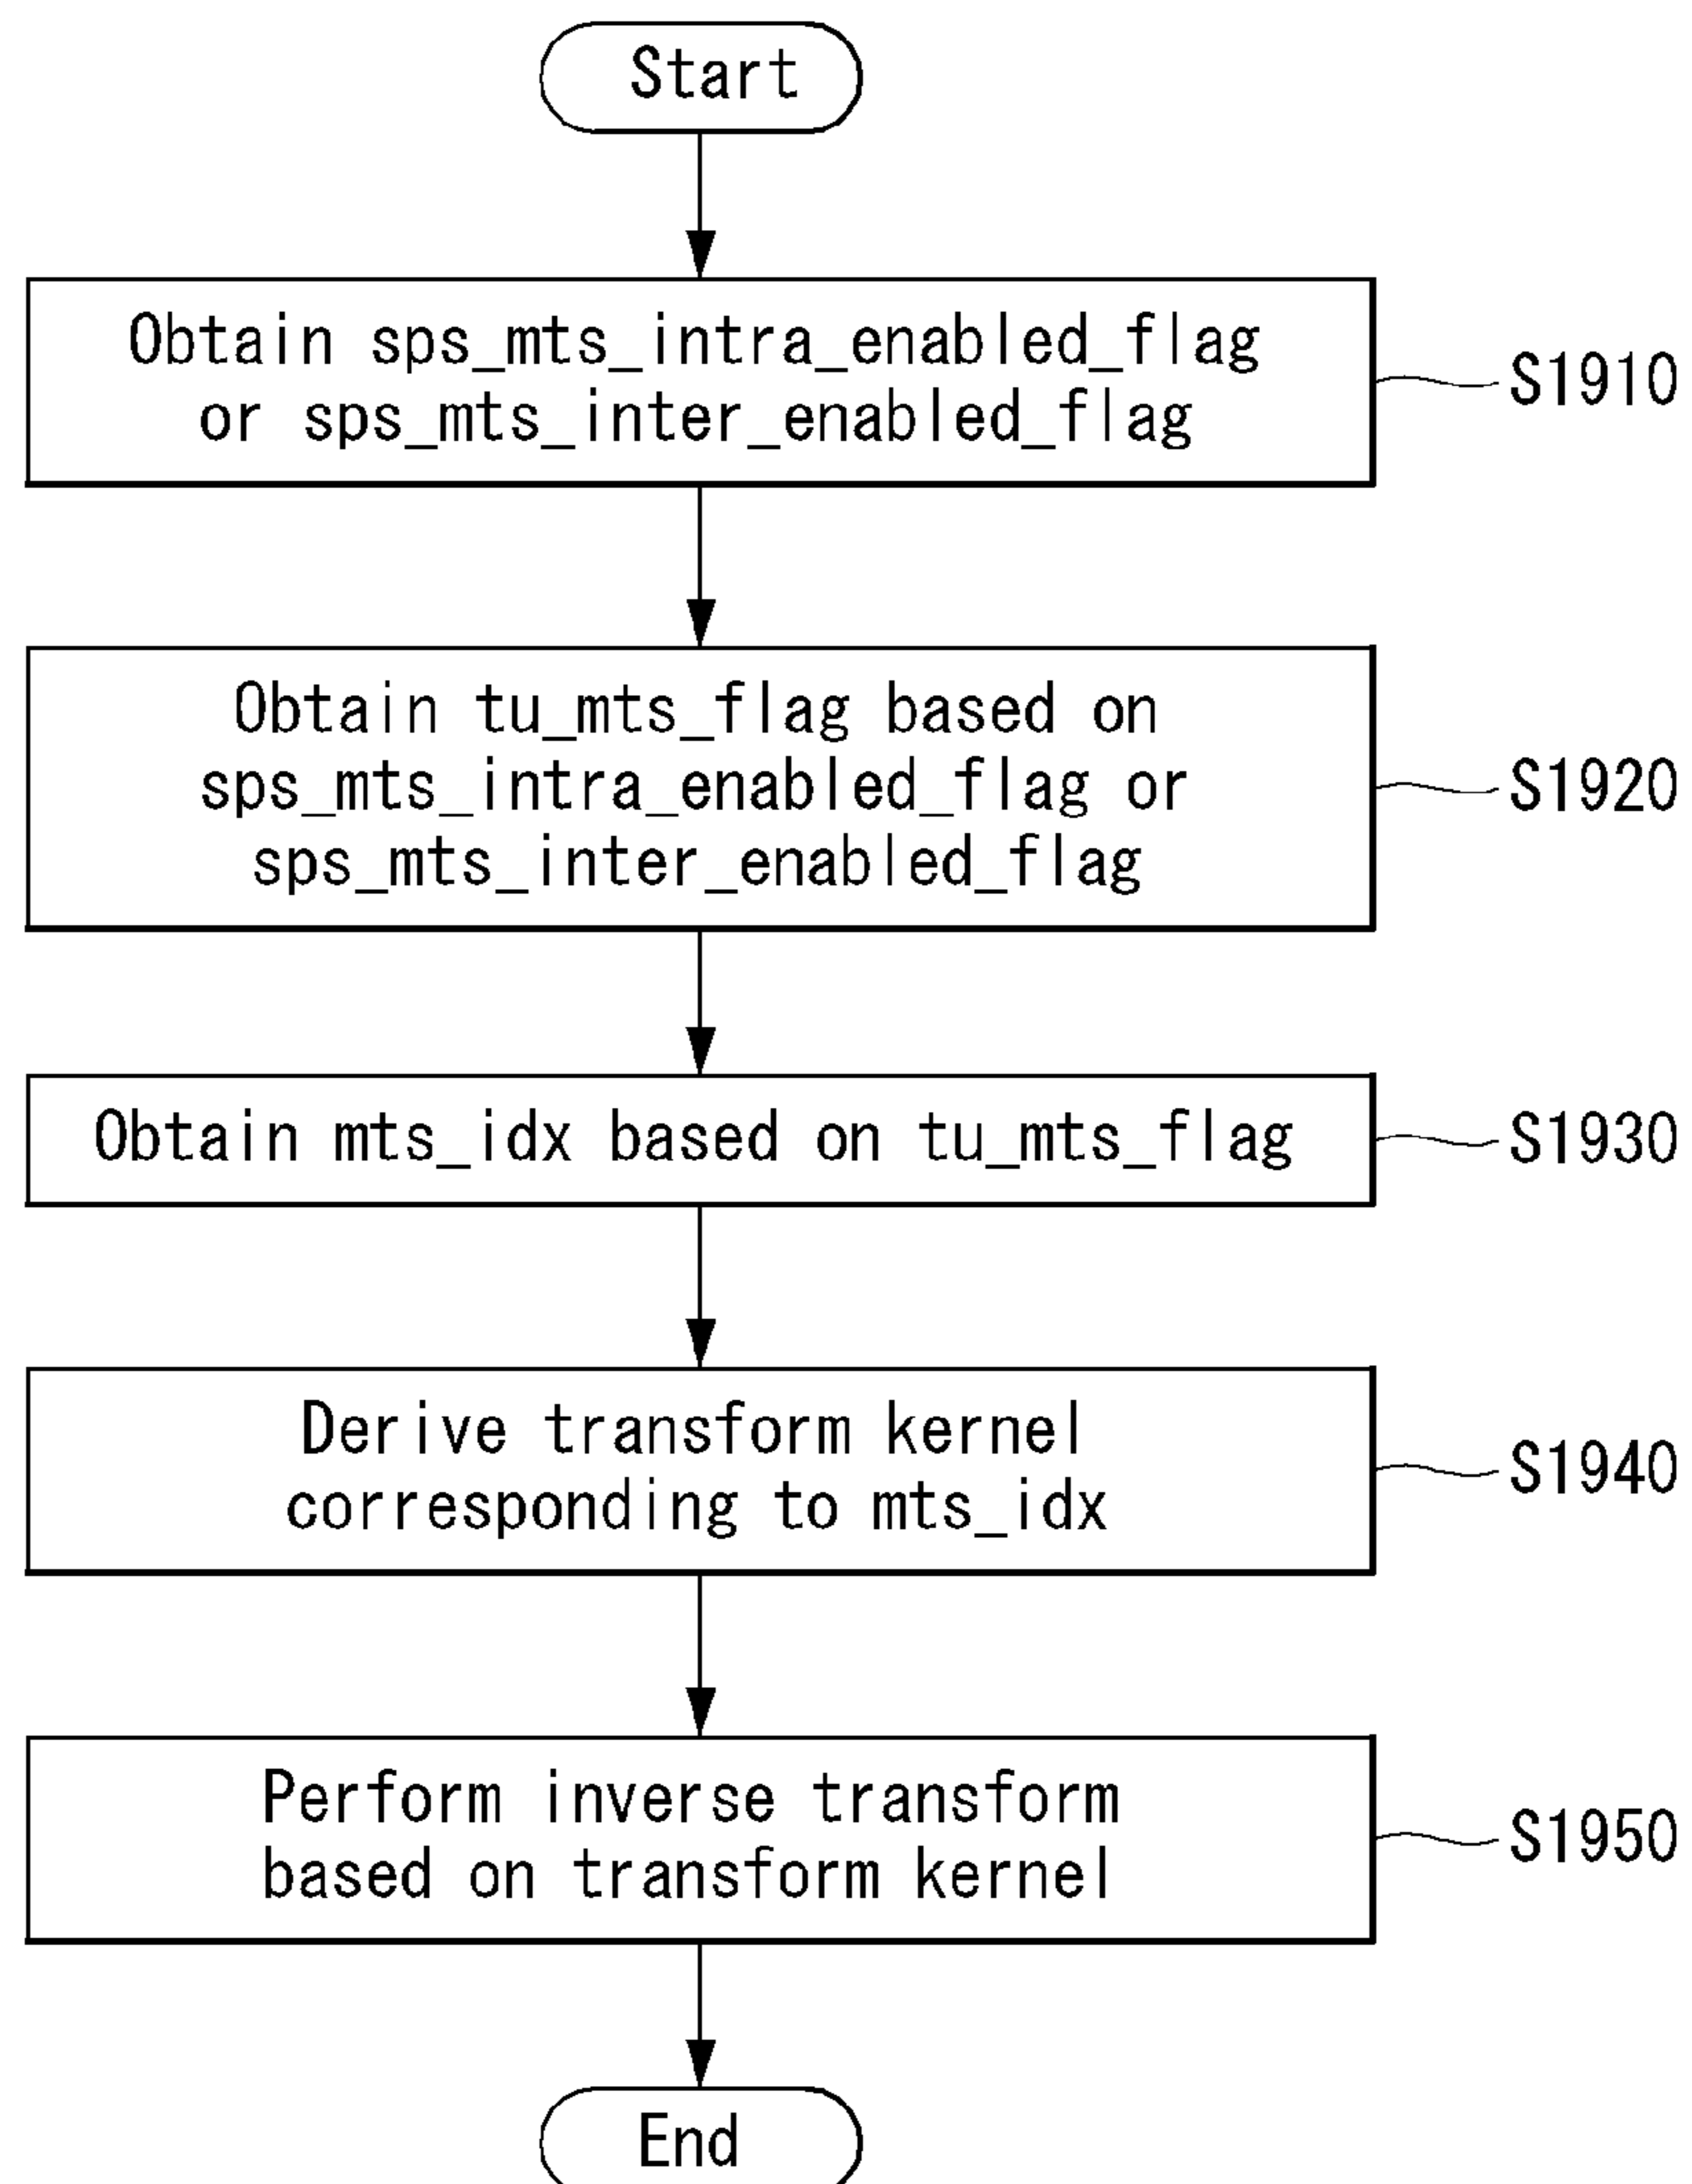 Start
Obtain sps_mts_intra_enabled_flag
or sps_mts_inter_enabled_flag
S1910
Obtain tu_mts_flag based on
sps_mts_intra_enabled_flag or
sps_mts_inter_enabled_flag
S1920
Obtain mts_idx based on tu_mts_flag
S1930
Derive transform kernel
corresponding to mts_idx
S1940
Perform inverse transform
based on transform kernel
S1950
End